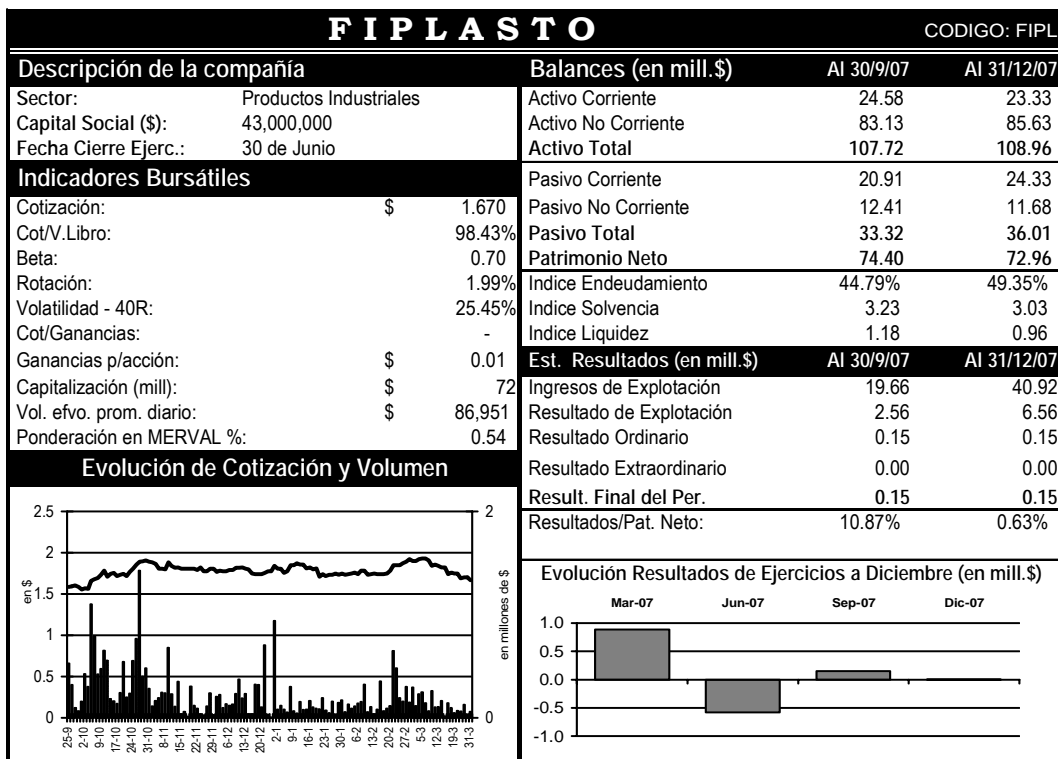 FIPLASTO
CODIGO: FIPL
Descripción de la compañía
Sector: Productos Industriales
Capital Social ($): 43,000,000
Fecha Cierre Ejerc.: 30 de Junio
Indicadores Bursátiles
Cotización: $ 1.670
Cot/V.Libro: 98.43%
Beta: 0.70
Rotación: 1.99%
Volatilidad - 40R: 25.45%
Cot/Ganancias: -
Ganancias p/acción: $ 0.01
Capitalización (mill): $ 72
Vol. efvo. prom. diario: $ 86,951
Ponderación en MERVAL %: 0.54
Evolución de Cotización y Volumen
2.5
2
1.5
1
0.5
0
en $
2
0
en millones de $
25-9 2-10 9-10 17-10 24-10 31-10 8-11 15-11 22-11 29-11 6-12 13-12 20-12 2-1 9-1 16-1 23-1 30-1 6-2 13-2 20-2 27-2 5-3 12-3 19-3 31-3
Balances (en mill.$) Al 30/9/07 Al 31/12/07
Activo Corriente 24.58 23.33
Activo No Corriente 83.13 85.63
Activo Total 107.72 108.96
Pasivo Corriente 20.91 24.33
Pasivo No Corriente 12.41 11.68
Pasivo Total 33.32 36.01
Patrimonio Neto 74.40 72.96
Indice Endeudamiento 44.79% 49.35%
Indice Solvencia 3.23 3.03
Indice Liquidez 1.18 0.96
Est. Resultados (en mill.$) Al 30/9/07 Al 31/12/07
Ingresos de Explotación 19.66 40.92
Resultado de Explotación 2.56 6.56
Resultado Ordinario 0.15 0.15
Resultado Extraordinario 0.00 0.00
Result. Final del Per. 0.15 0.15
Resultados/Pat. Neto: 10.87% 0.63%
Evolución Resultados de Ejercicios a Diciembre (en mill.$)
Mar-07 Jun-07 Sep-07 Dic-07
1.0
0.5
0.0
-0.5
-1.0